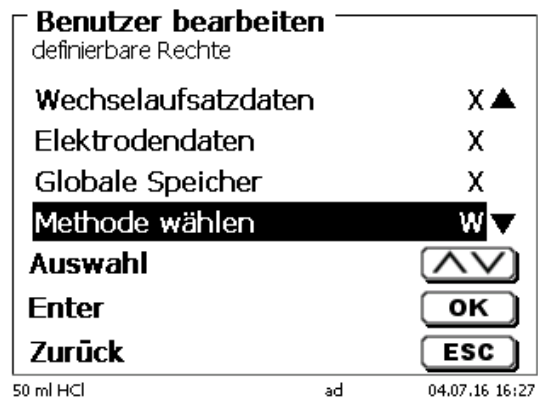 Benutzer bearbeiten
definierbare Rechte
Wechselaufsatzdaten X
Elektrodendaten X
Globale Speicher X
Methode wählen W
Auswahl
Enter OK
Zurück ESC
50 ml HCl ad 04.07.16 16:27